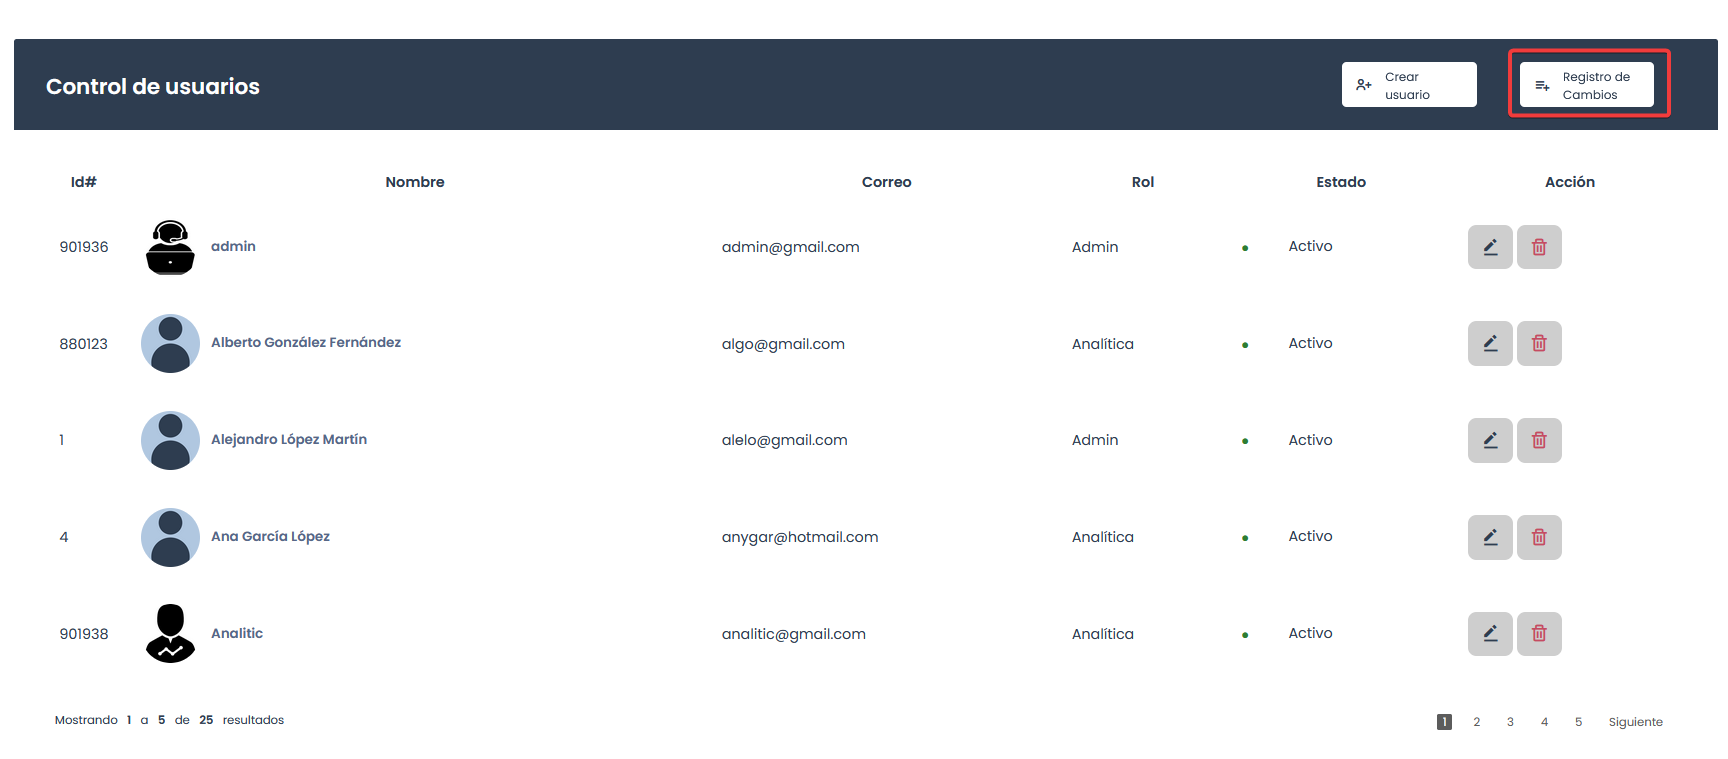 Control de usuarios
Crear
usuario
Registro de
Cambios
Id# Nombre Correo Rol Estado Acción
901936 admin admin@gmail.com Admin Activo
880123 Alberto González Fernández algo@gmail.com Analítica Activo
1 Alejandro López Martín alelo@gmail.com Admin Activo
4 Ana García López anygar@hotmail.com Analítica Activo
901938 Analitic analitic@gmail.com Analítica Activo
Mostrando 1 a 5 de 25 resultados 1 2 3 4 5 Siguiente